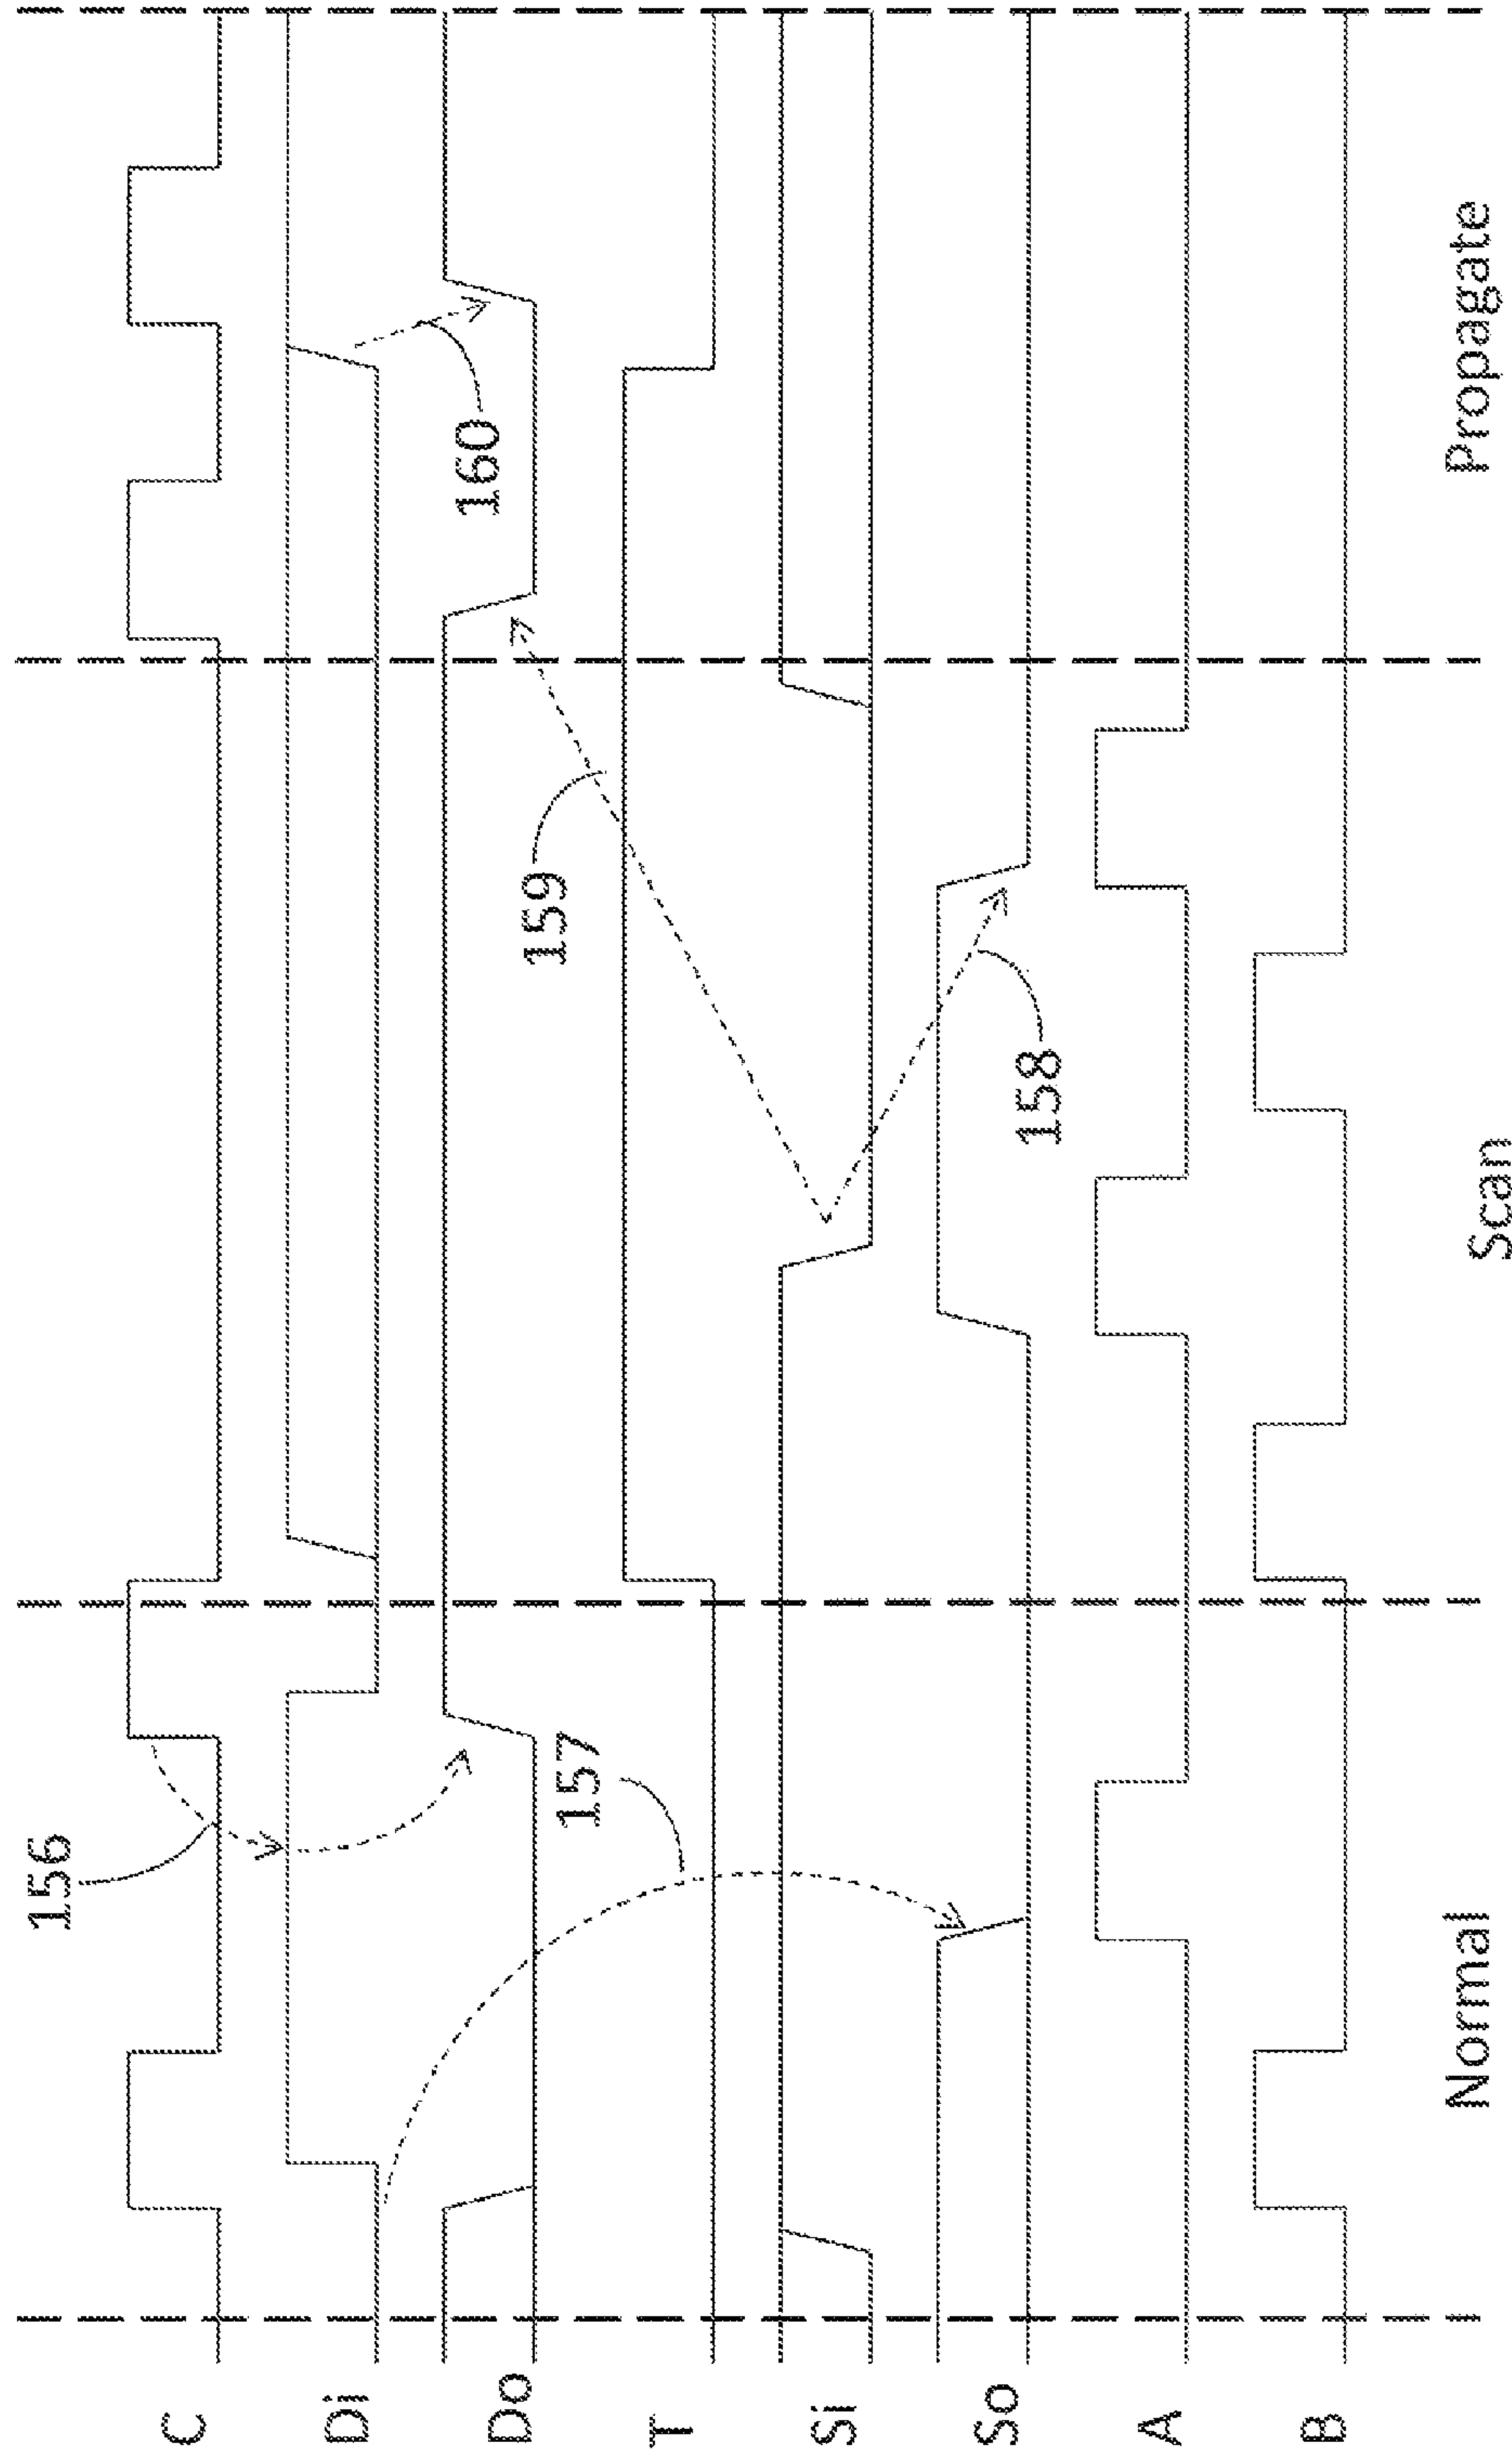 C
Di
Do
T
Si
So
A
B
156
157
158
159
160
Normal
Scan
Propagate